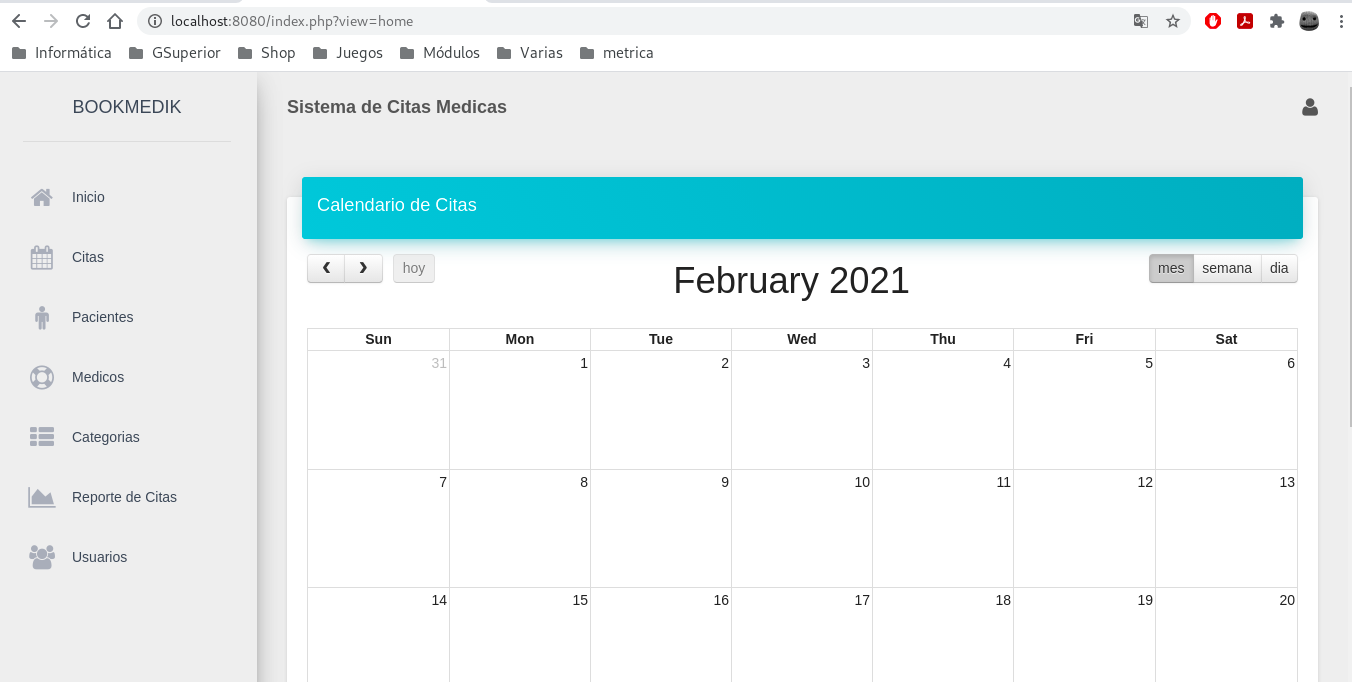 localhost:8080/index.php?view=home
Informática GSuperior Shop Juegos Módulos Varias metrica
BOOKMEDIK
Inicio
Citas
Pacientes
Medicos
Categorias
Reporte de Citas
Usuarios
Sistema de Citas Medicas
Calendario de Citas
hoy
February 2021
mes semana dia
Sun Mon Tue Wed Thu Fri Sat
31 1 2 3 4 5 6
7 8 9 10 11 12 13
14 15 16 17 18 19 20